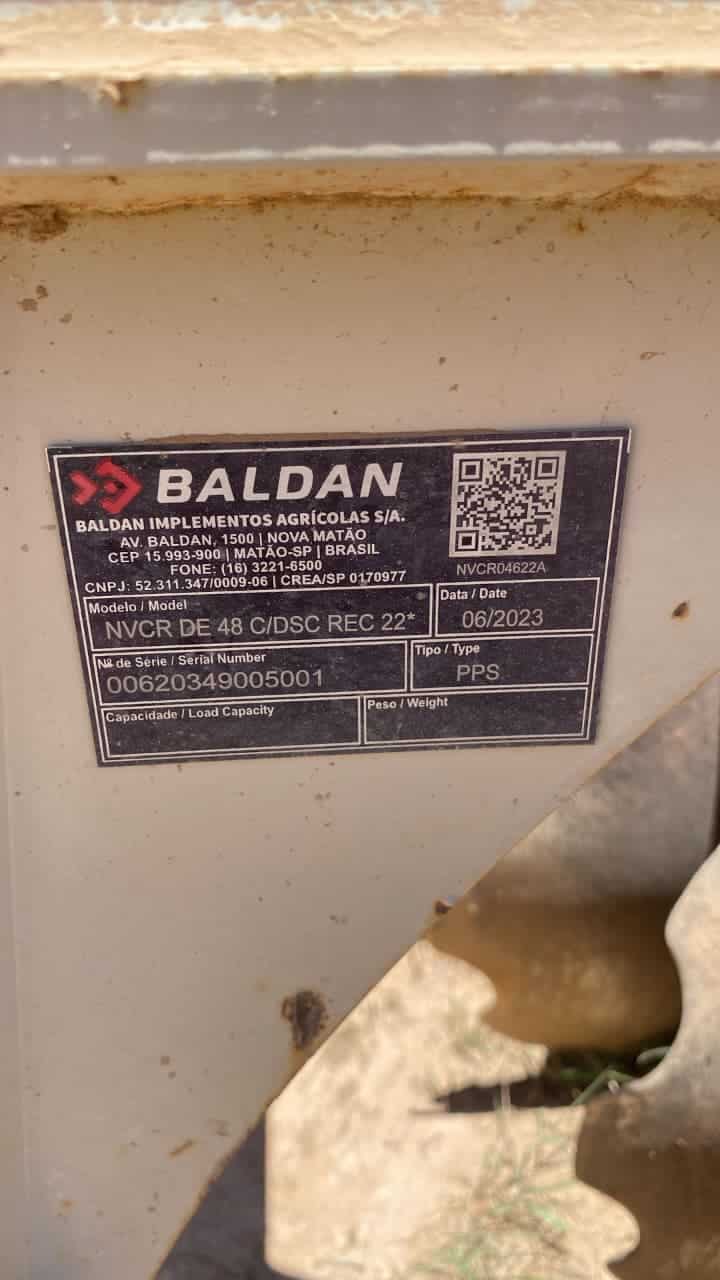 BALDAN
BALDAN IMPLEMENTOS AGRÍCOLAS S/A.
AV. BALDAN, 1500 | NOVA MATÃO
CEP 15.993-900 | MATÃO-SP | BRASIL
FONE: (16) 3221-6500
CNPJ: 52.311.347/0009-06 | CREA/SP 0170977
NVCR04622A
Modelo / Model
NVCR DE 48 C/DSC REC 22*
Data / Date
06/2023
Nº de Série / Serial Number
00620349005001
Tipo / Type
PPS
Capacidade / Load Capacity
Peso / Weight